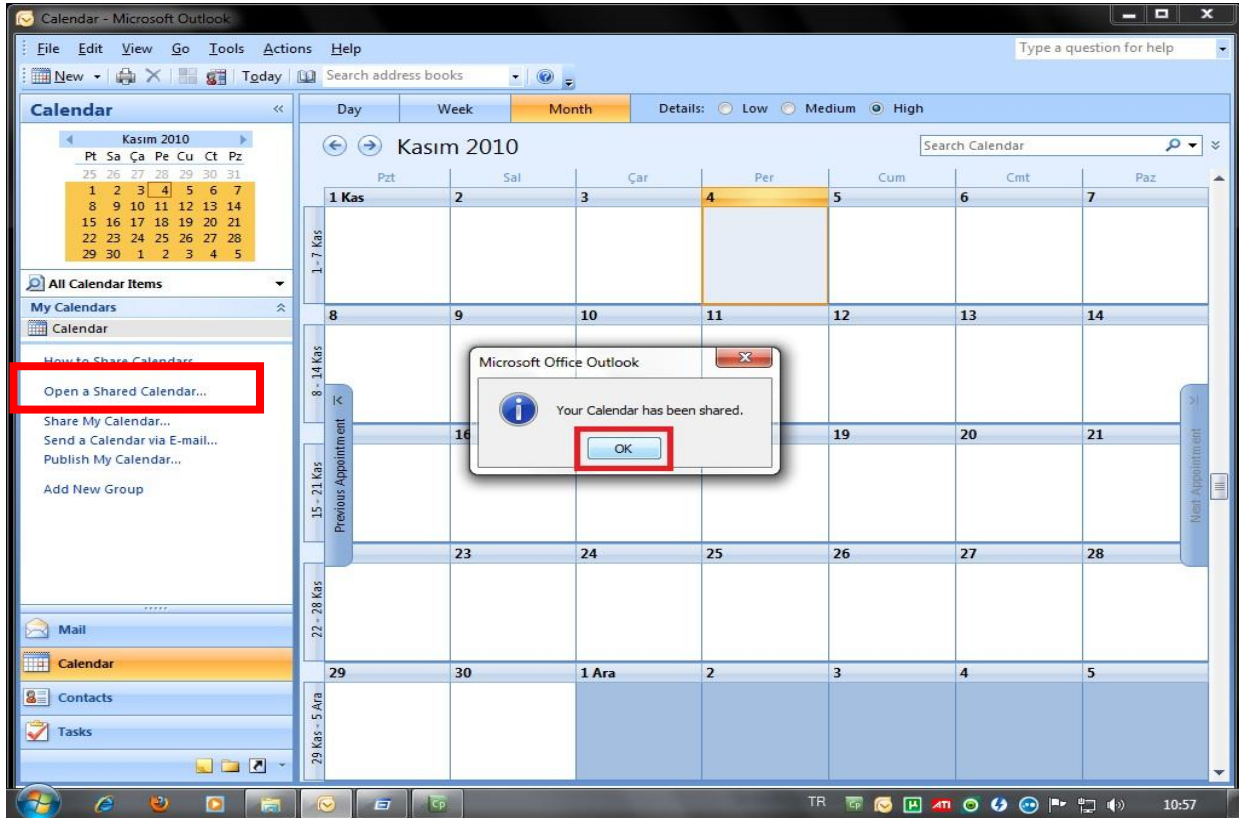 Calendar - Microsoft Outlook
File Edit View Go Tools Actions Help
Type a question for help
New Today Search address books
Calendar
Day Week Month Details: Low Medium High
Kasım 2010
Pt Sa Ça Pe Cu Ct Pz
25 26 27 28 29 30 31
1 2 3 4 5 6 7
8 9 10 11 12 13 14
15 16 17 18 19 20 21
22 23 24 25 26 27 28
29 30 1 2 3 4 5
All Calendar Items
My Calendars
Calendar
How to Share Calendars
Open a Shared Calendar...
Share My Calendar...
Send a Calendar via E-mail...
Publish My Calendar...
Add New Group
Mail
Calendar
Contacts
Tasks
Kasım 2010
Search Calendar
Pzt Sal Çar Per Cum Cmt Paz
1 Kas 2 3 4 5 6 7
1 - 7 Kas
8 9 10 11 12 13 14
8 - 14 Kas
Microsoft Office Outlook
Your Calendar has been shared.
OK
Previous Appointment
Next Appointment
16 19 20 21
15 - 21 Kas
23 24 25 26 27 28
22 - 28 Kas
29 30 1 Ara 2 3 4 5
29 Kas - 5 Ara
Cp
TR Cp µ ATI 10:57